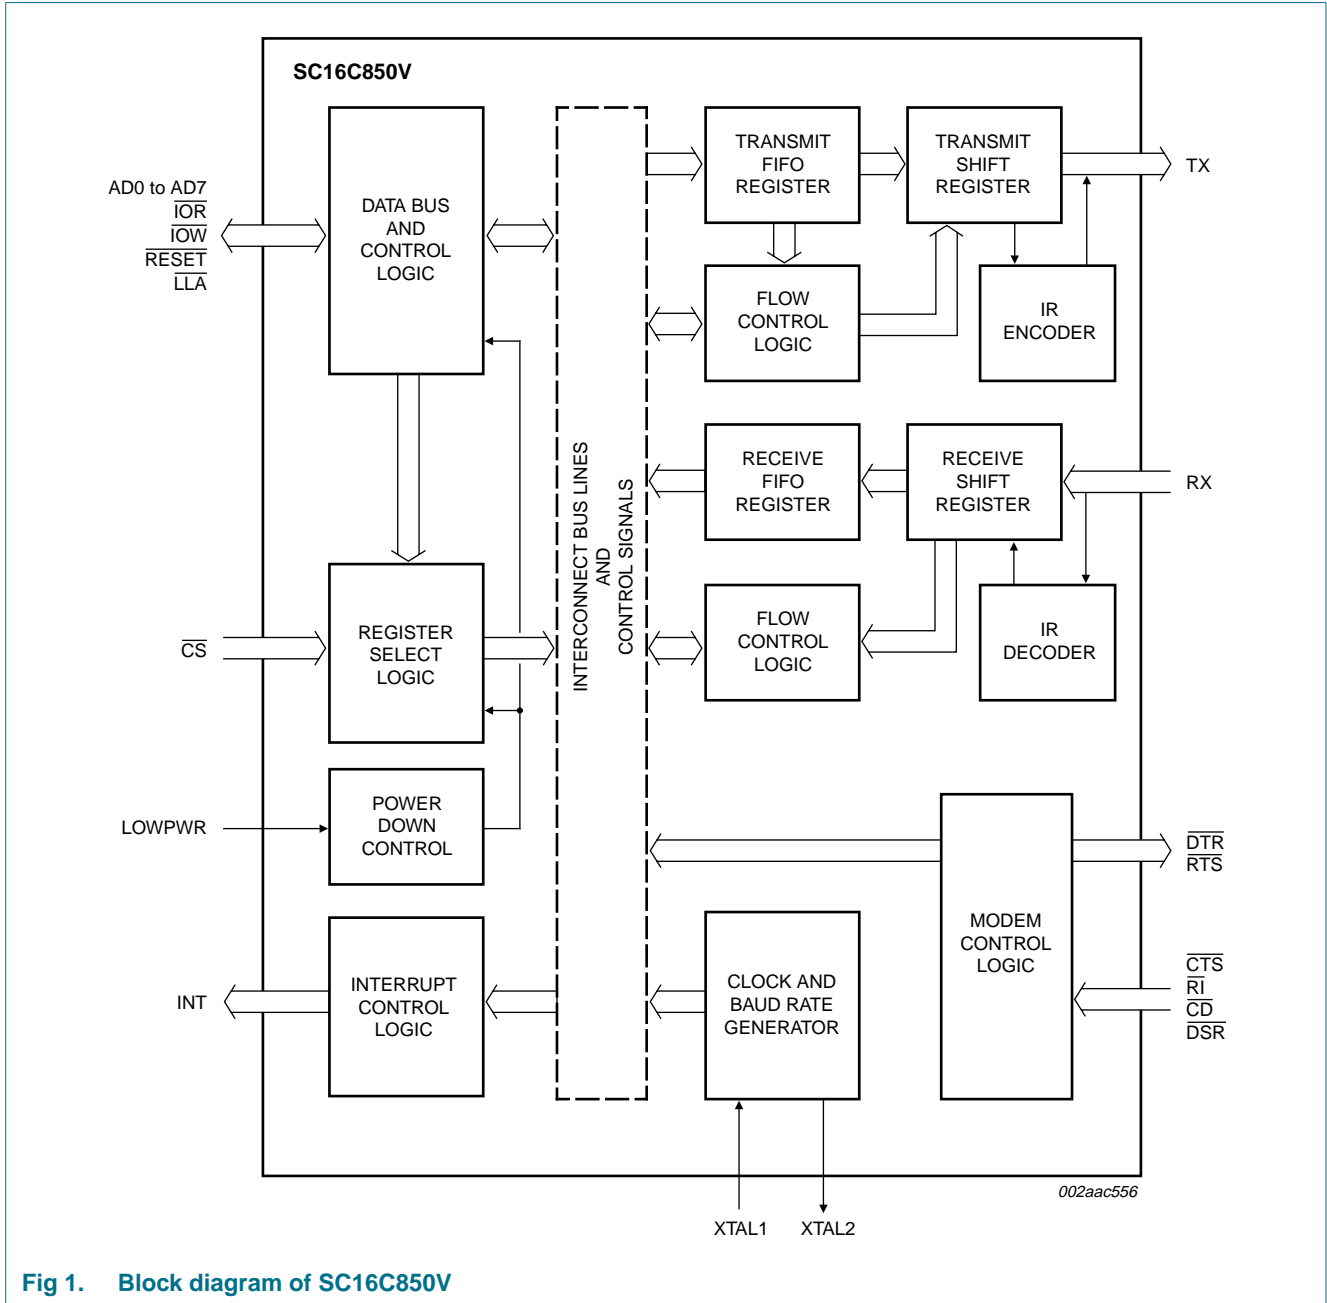 SC16C850V
AD0 to AD7
IOR
IOW
RESET
LLA
DATA BUS
AND
CONTROL
LOGIC
TRANSMIT
FIFO
REGISTER
TRANSMIT
SHIFT
REGISTER
TX
FLOW
CONTROL
LOGIC
IR
ENCODER
INTERCONNECT BUS LINES
AND
CONTROL SIGNALS
RECEIVE
FIFO
REGISTER
RECEIVE
SHIFT
REGISTER
RX
CS
REGISTER
SELECT
LOGIC
FLOW
CONTROL
LOGIC
IR
DECODER
LOWPWR
POWER
DOWN
CONTROL
DTR
RTS
MODEM
CONTROL
LOGIC
CTS
RI
CD
DSR
INT
INTERRUPT
CONTROL
LOGIC
CLOCK AND
BAUD RATE
GENERATOR
002aac556
XTAL1
XTAL2
Fig 1. Block diagram of SC16C850V